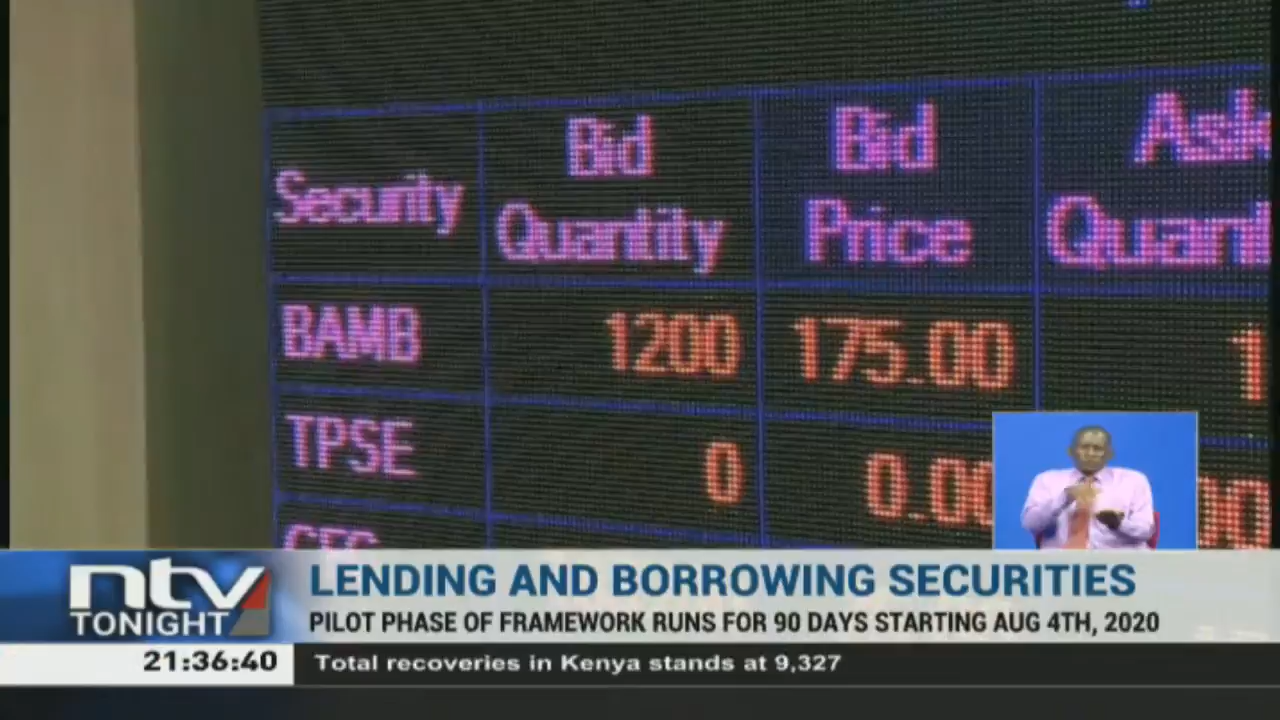 Security
Bid
Quantity
Bid
Price
Ask
BAMB
1200
175.00
TPSE
0
0.00
ntv
TONIGHT
LENDING AND BORROWING SECURITIES
PILOT PHASE OF FRAMEWORK RUNS FOR 90 DAYS STARTING AUG 4TH, 2020
21:36:40
Total recoveries in Kenya stands at 9,327